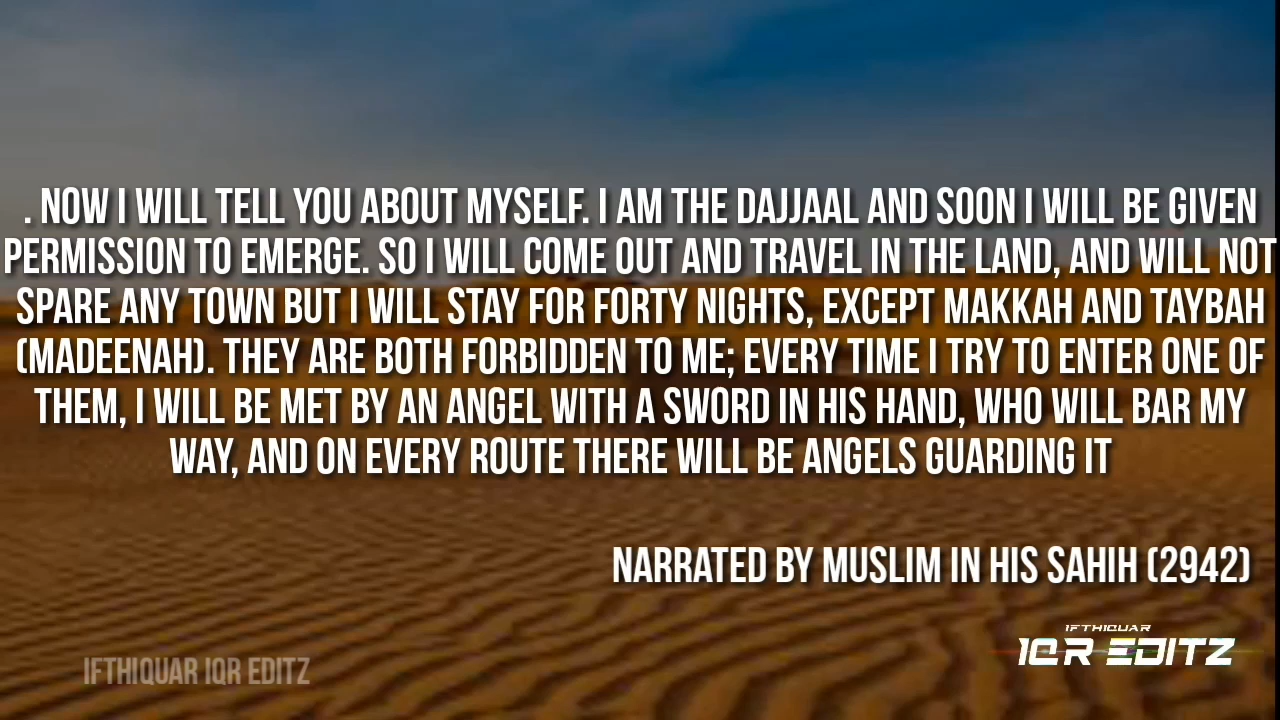 . NOW I WILL TELL YOU ABOUT MYSELF. I AM THE DAJJAAL AND SOON I WILL BE GIVEN
PERMISSION TO EMERGE. SO I WILL COME OUT AND TRAVEL IN THE LAND, AND WILL NOT
SPARE ANY TOWN BUT I WILL STAY FOR FORTY NIGHTS, EXCEPT MAKKAH AND TAYBAH
(MADEENAH). THEY ARE BOTH FORBIDDEN TO ME; EVERY TIME I TRY TO ENTER ONE OF
THEM, I WILL BE MET BY AN ANGEL WITH A SWORD IN HIS HAND, WHO WILL BAR MY
WAY, AND ON EVERY ROUTE THERE WILL BE ANGELS GUARDING IT
NARRATED BY MUSLIM IN HIS SAHIH (2942)
IFTHIQUAR
IQR EDITZ
IFTHIQUAR IQR EDITZ